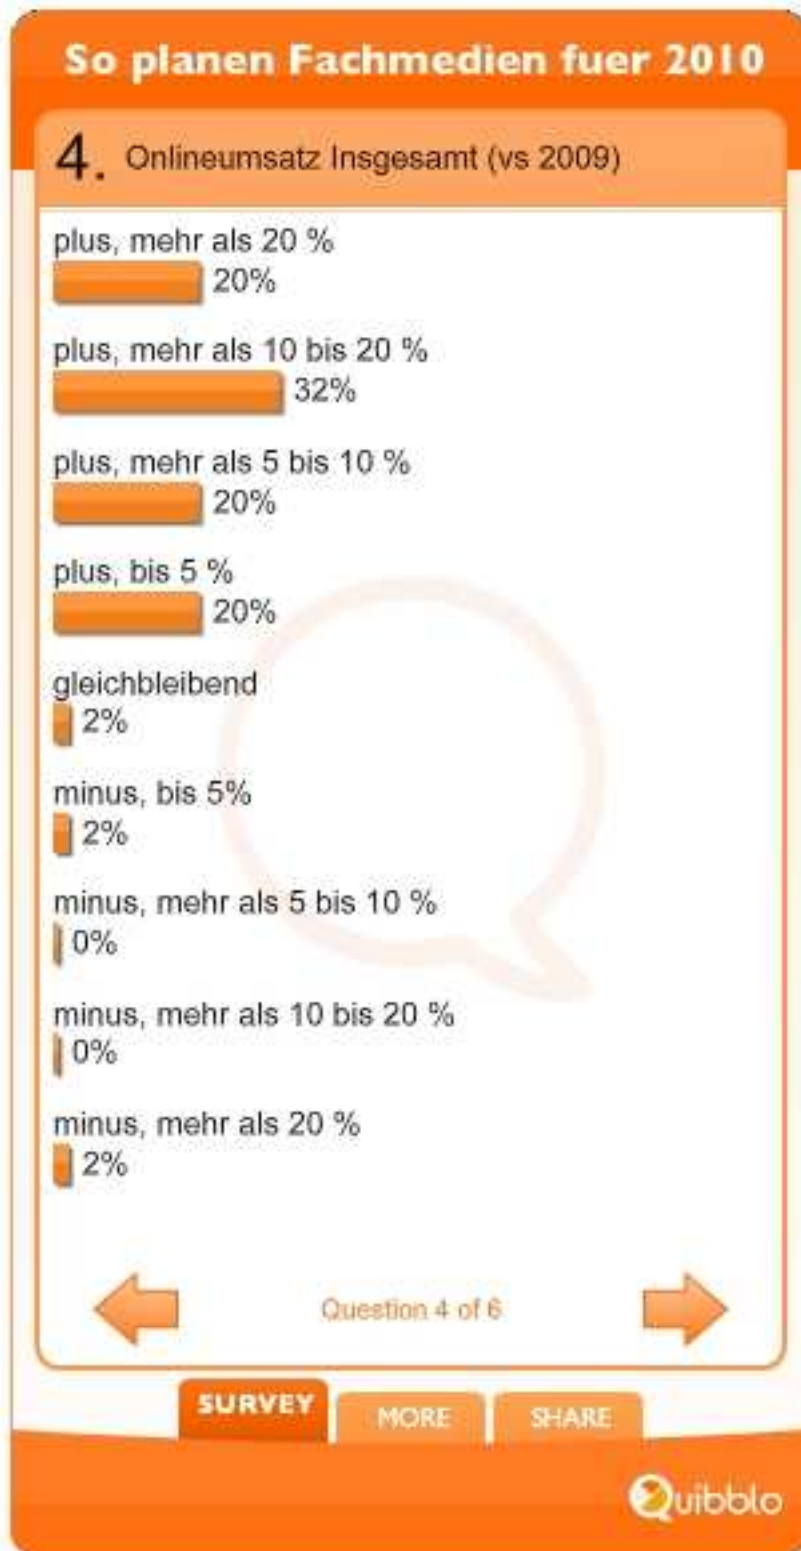 So planen Fachmedien fuer 2010
4. Onlineumsatz Insgesamt (vs 2009)
plus, mehr als 20 %
20%
plus, mehr als 10 bis 20 %
32%
plus, mehr als 5 bis 10 %
20%
plus, bis 5 %
20%
gleichbleibend
2%
minus, bis 5%
2%
minus, mehr als 5 bis 10 %
0%
minus, mehr als 10 bis 20 %
0%
minus, mehr als 20 %
2%
Question 4 of 6
SURVEY MORE SHARE
Quibblo